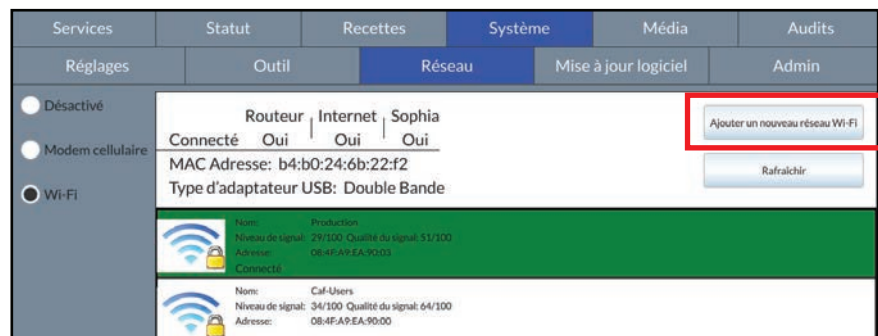 Services Statut Recettes Système Média Audits
Réglages Outil Réseau Mise à jour logiciel Admin
Désactivé
Modem cellulaire
Wi-Fi
Routeur Internet Sophia
Connecté Oui Oui Oui
MAC Adresse: b4:b0:24:6b:22:f2
Type d'adaptateur USB: Double Bande
Ajouter un nouveau réseau Wi-Fi
Rafraîchir
Nom: Production
Niveau de signal: 29/100 Qualité du signal: 51/100
Adresse: 08:4F:A9:EA:90:03
Connecté
Nom: Caf-Users
Niveau de signal: 34/100 Qualité du signal: 64/100
Adresse: 08:4F:A9:EA:90:00